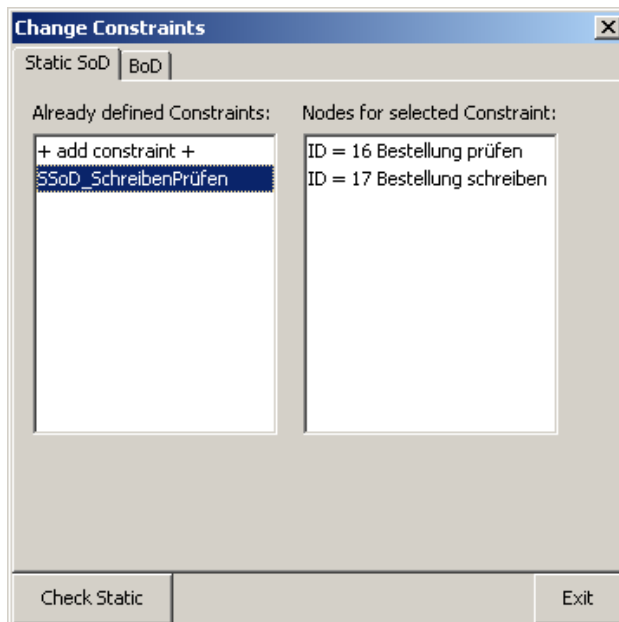 Change Constraints
Static SoD BoD
Already defined Constraints:
+ add constraint +
SSoD_SchreibenPrüfen
Nodes for selected Constraint:
ID = 16 Bestellung prüfen
ID = 17 Bestellung schreiben
Check Static
Exit